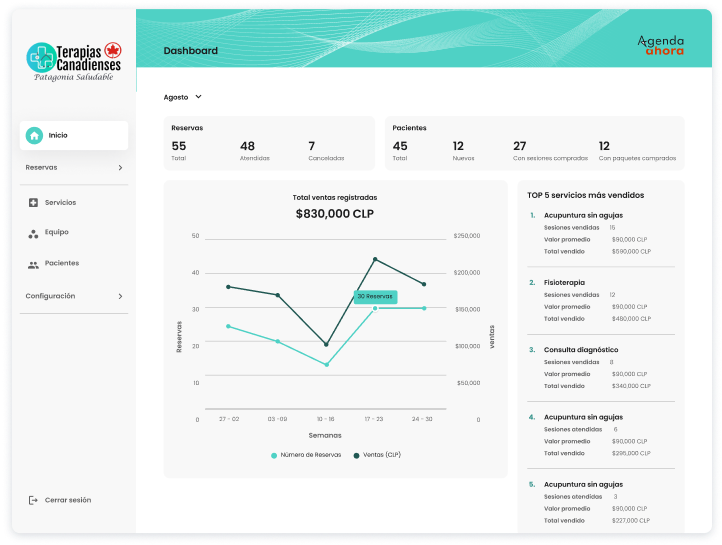 Terapias
Canadienses
Patagonia Saludable
Dashboard
Agenda
ahora
Inicio
Reservas
Servicios
Equipo
Pacientes
Configuración
Cerrar sesión
Agosto
Reservas
55 48 7
Total Atendidas Canceladas
Pacientes
45 12 27 12
Total Nuevos Con sesiones compradas Con paquetes comprados
Total ventas registradas
$830,000 CLP
50 $250,000
40 $200,000
30 $150,000
20 $100,000
10 $50,000
0 0
Reservas
ventas
30 Reservas
27 - 02 03 -09 10 - 16 17 - 23 24 - 30
Semanas
Número de Reservas Ventas (CLP)
TOP 5 servicios más vendidos
1. Acupuntura sin agujas
Sesiones vendidas 15
Valor promedio $90,000 CLP
Total vendido $590,000 CLP
2. Fisioterapia
Sesiones vendidas 12
Valor promedio $90,000 CLP
Total vendido $480,000 CLP
3. Consulta diagnóstico
Sesiones vendidas 8
Valor promedio $90,000 CLP
Total vendido $340,000 CLP
4. Acupuntura sin agujas
Sesiones atendidas 6
Valor promedio $90,000 CLP
Total vendido $295,000 CLP
5. Acupuntura sin agujas
Sesiones atendidas 3
Valor promedio $90,000 CLP
Total vendido $227,000 CLP